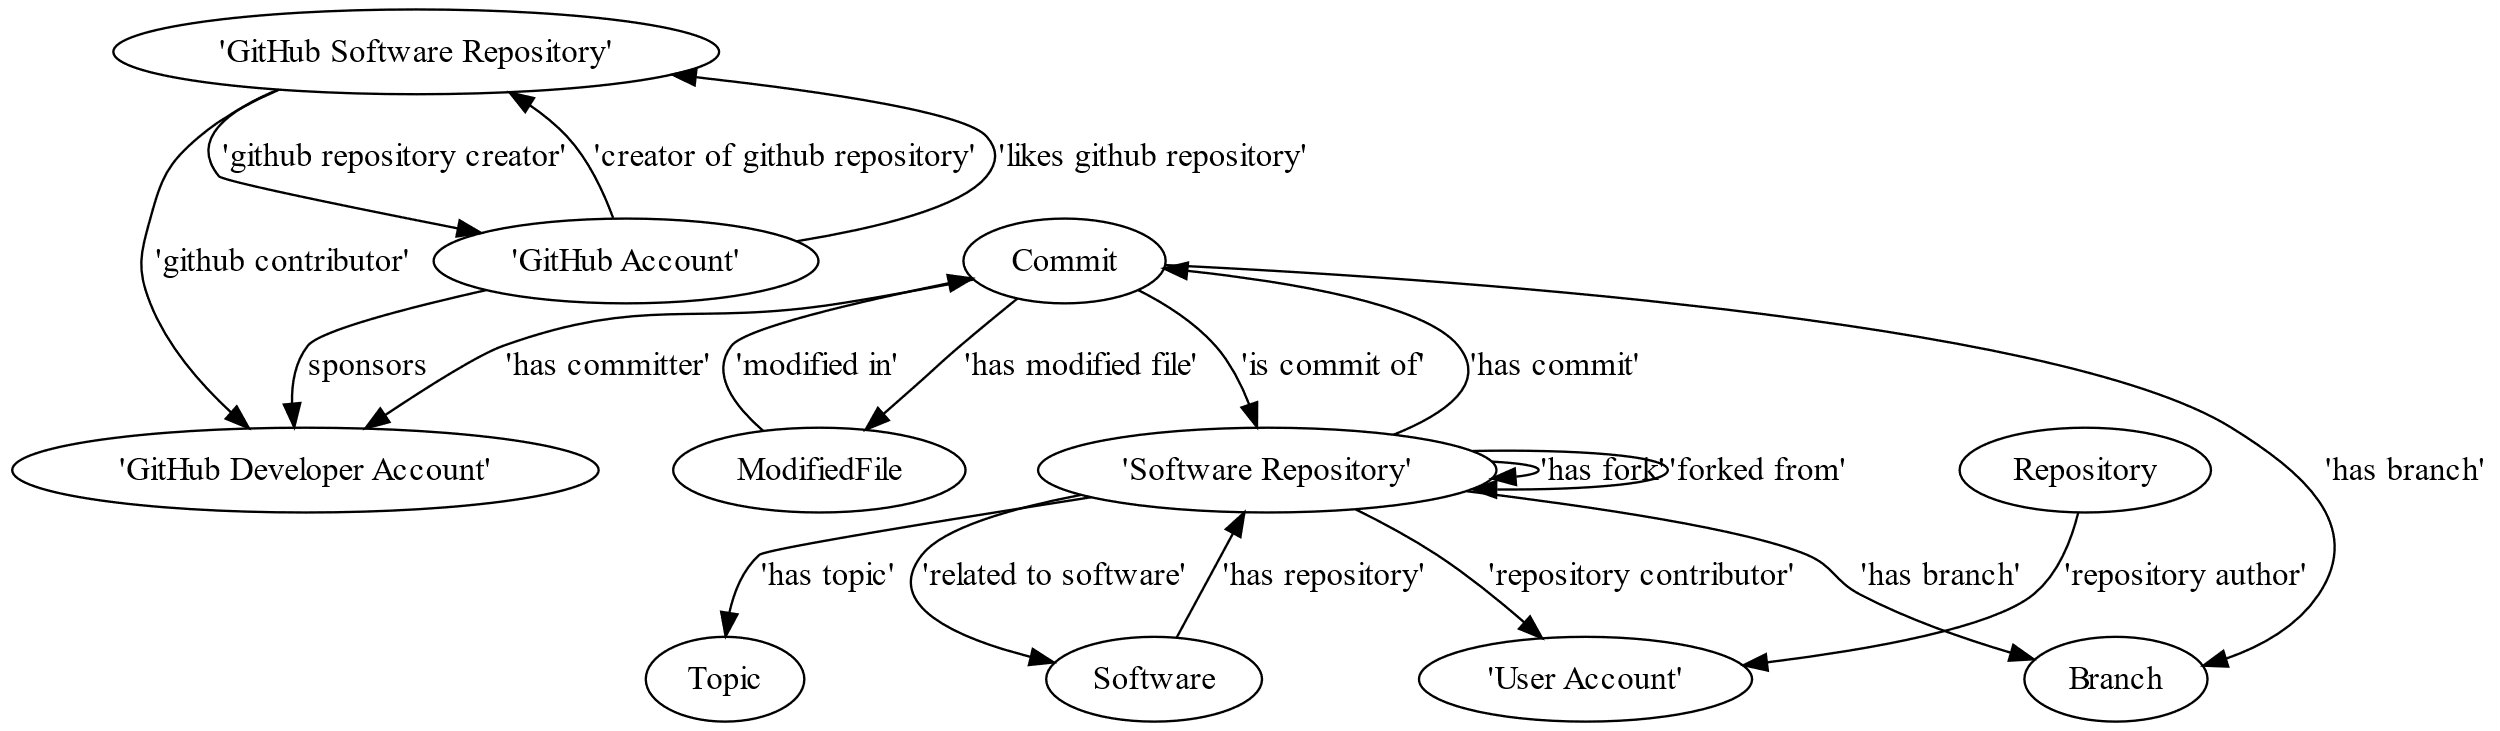 'GitHub Software Repository'
'github repository creator'
'creator of github repository'
'likes github repository'
'github contributor'
'GitHub Account'
Commit
sponsors
'has committer'
'modified in'
'has modified file'
'is commit of'
'has commit'
'GitHub Developer Account'
ModifiedFile
'Software Repository'
'has fork'
'forked from'
Repository
'has branch'
'has topic'
'related to software'
'has repository'
'repository contributor'
'has branch'
'repository author'
Topic
Software
'User Account'
Branch